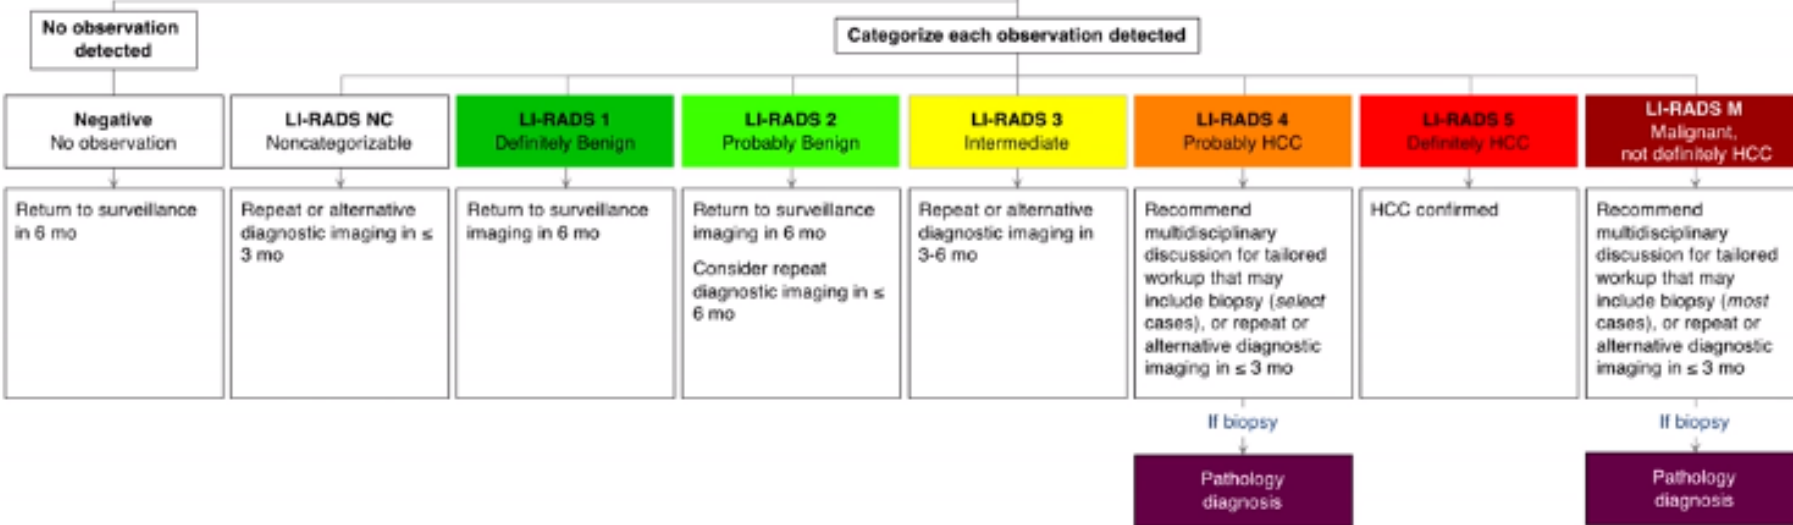 No observation
detected
Categorize each observation detected
Negative
No observation
LI-RADS NC
Noncategorizable
LI-RADS 1
Definitely Benign
LI-RADS 2
Probably Benign
LI-RADS 3
Intermediate
LI-RADS 4
Probably HCC
LI-RADS 5
Definitely HCC
LI-RADS M
Malignant,
not definitely HCC
Return to surveillance
in 6 mo
Repeat or alternative
diagnostic imaging in ≤
3 mo
Return to surveillance
imaging in 6 mo
Return to surveillance
imaging in 6 mo
Consider repeat
diagnostic imaging in ≤
6 mo
Repeat or alternative
diagnostic imaging in
3-6 mo
Recommend
multidisciplinary
discussion for tailored
workup that may
include biopsy (select
cases), or repeat or
alternative diagnostic
imaging in ≤ 3 mo
HCC confirmed
Recommend
multidisciplinary
discussion for tailored
workup that may
include biopsy (most
cases), or repeat or
alternative diagnostic
imaging in ≤ 3 mo
If biopsy
If biopsy
Pathology
diagnosis
Pathology
diagnosis